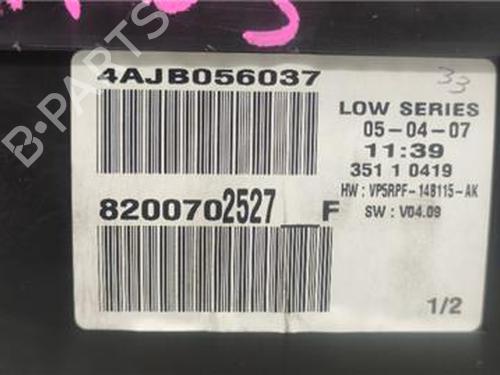 4AJB056037
33
LOW SERIES
05-04-07
11:39
351 1 0419
HW : VP5RPF-14B115-AK
8200702527__F
SW : V04.09
1/2
B-PARTS